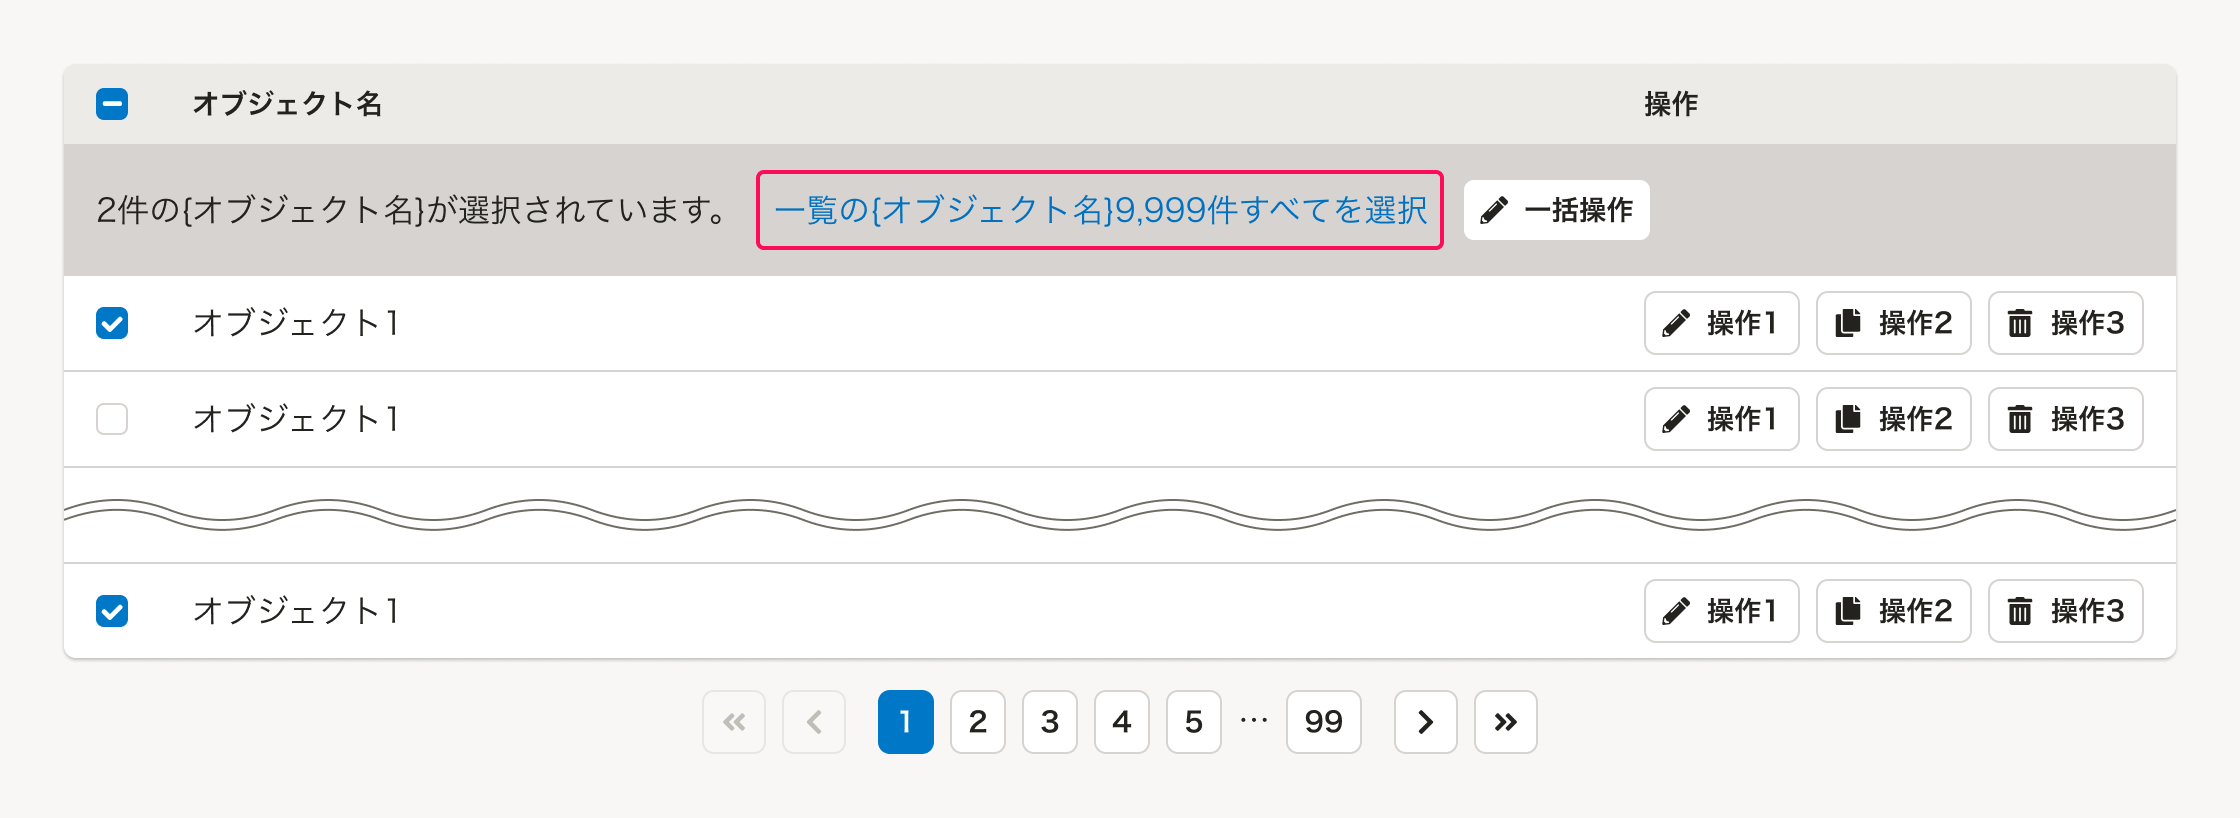 オブジェクト名 操作
2件の{オブジェクト名}が選択されています。 一覧の{オブジェクト名}9,999件すべてを選択 一括操作
オブジェクト1 操作1 操作2 操作3
オブジェクト1 操作1 操作2 操作3
オブジェクト1 操作1 操作2 操作3
1 2 3 4 5 … 99